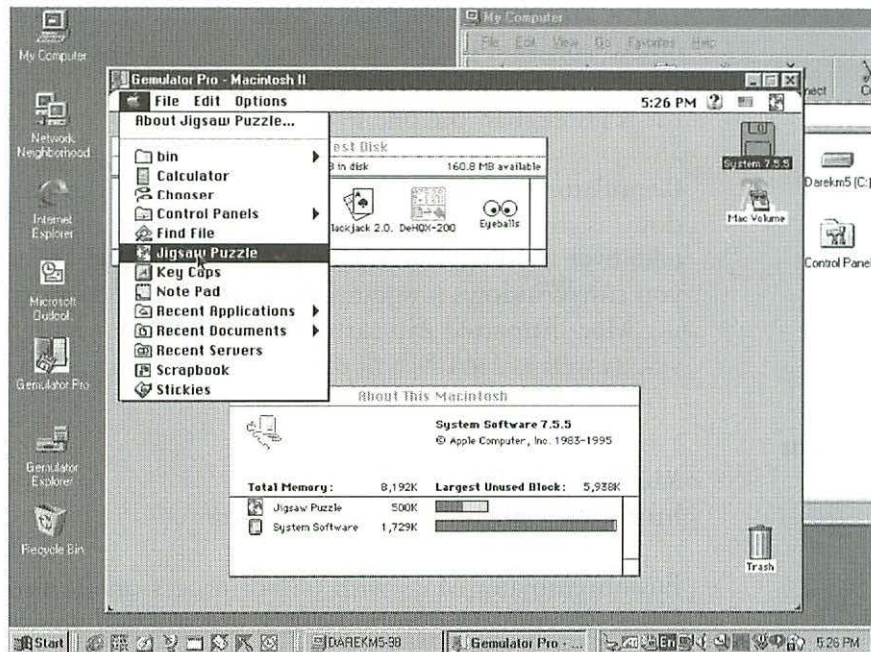 My Computer
Network
Neighborhood
Internet
Explorer
Microsoft
Outlook
Gemulator Pro
Gemulator
Explorer
Recycle Bin
My Computer
File Edit View Go Favorites Help
Gemulator Pro - Macintosh II
File Edit Options
5:26 PM
About Jigsaw Puzzle...
bin
Calculator
Chooser
Control Panels
Find File
Jigsaw Puzzle
Key Caps
Note Pad
Recent Applications
Recent Documents
Recent Servers
Scrapbook
Stickies
est Disk
B in disk 160.8 MB available
lackjack 2.0. DeHQX-200 Eyeballs
System 7.5.5
Mac Volume
nect
Darekm5 (C:)
Control Pane
About This Macintosh
System Software 7.5.5
© Apple Computer, Inc. 1983-1995
Total Memory: 8,192K Largest Unused Block: 5,938K
Jigsaw Puzzle 500K
System Software 1,729K
Trash
Start DAREKM5-98 Gemulator Pro - ... En 5:26 PM